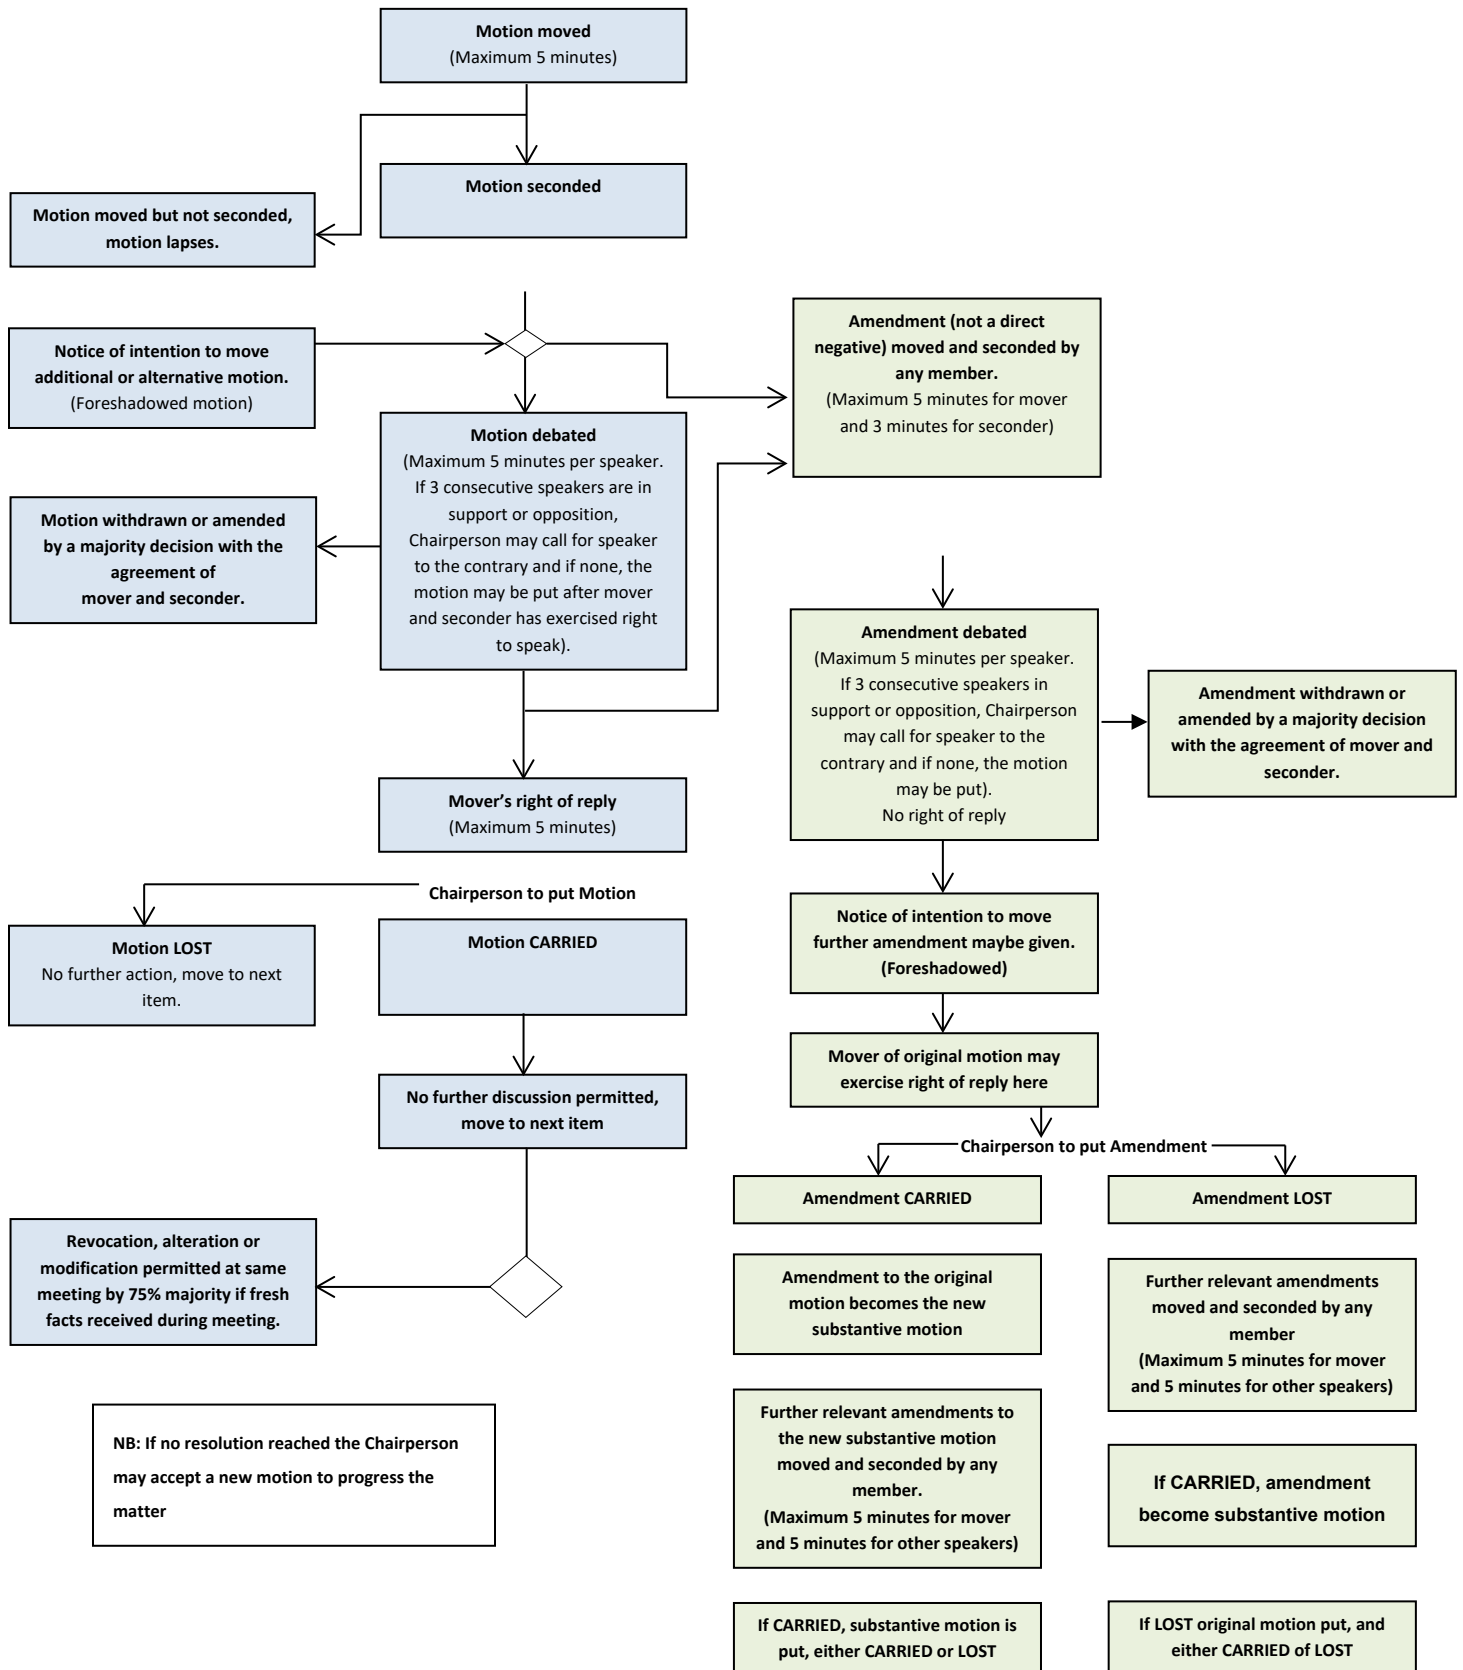 Motion moved
(Maximum 5 minutes)
Motion seconded
Motion moved but not seconded,
motion lapses.
Notice of intention to move
additional or alternative motion.
(Foreshadowed motion)
Amendment (not a direct
negative) moved and seconded by
any member.
(Maximum 5 minutes for mover
and 3 minutes for seconder)
Motion debated
(Maximum 5 minutes per speaker.
If 3 consecutive speakers are in
support or opposition,
Chairperson may call for speaker
to the contrary and if none, the
motion may be put after mover
and seconder has exercised right
to speak).
Motion withdrawn or amended
by a majority decision with the
agreement of
mover and seconder.
Amendment debated
(Maximum 5 minutes per speaker.
If 3 consecutive speakers in
support or opposition, Chairperson
may call for speaker to the
contrary and if none, the motion
may be put).
No right of reply
Amendment withdrawn or
amended by a majority decision
with the agreement of mover and
seconder.
Mover's right of reply
(Maximum 5 minutes)
Chairperson to put Motion
Motion LOST
No further action, move to next
item.
Motion CARRIED
Notice of intention to move
further amendment maybe given.
(Foreshadowed)
Mover of original motion may
exercise right of reply here
No further discussion permitted,
move to next item
Chairperson to put Amendment
Amendment CARRIED
Amendment LOST
Revocation, alteration or
modification permitted at same
meeting by 75% majority if fresh
facts received during meeting.
Amendment to the original
motion becomes the new
substantive motion
Further relevant amendments
moved and seconded by any
member
(Maximum 5 minutes for mover
and 5 minutes for other speakers)
NB: If no resolution reached the Chairperson
may accept a new motion to progress the
matter
Further relevant amendments to
the new substantive motion
moved and seconded by any
member.
(Maximum 5 minutes for mover
and 5 minutes for other speakers)
If CARRIED, amendment
become substantive motion
If CARRIED, substantive motion is
put, either CARRIED or LOST
If LOST original motion put, and
either CARRIED of LOST